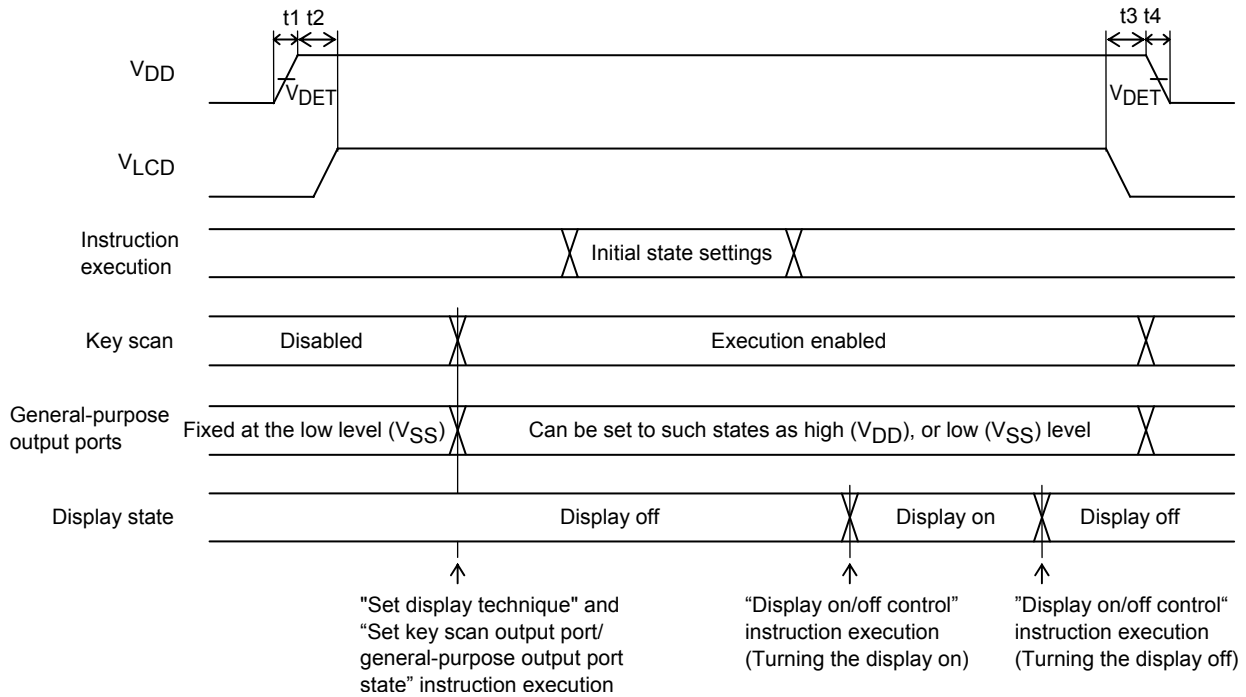 t1 t2
t3 t4
VDD
VDET
VDET
VLCD
Instruction
execution
Initial state settings
Key scan
Disabled
Execution enabled
General-purpose
output ports
Fixed at the low level (VSS)
Can be set to such states as high (VDD), or low (VSS) level
Display state
Display off
Display on
Display off
"Set display technique" and
“Set key scan output port/
general-purpose output port
state” instruction execution
“Display on/off control”
instruction execution
(Turning the display on)
”Display on/off control“
instruction execution
(Turning the display off)